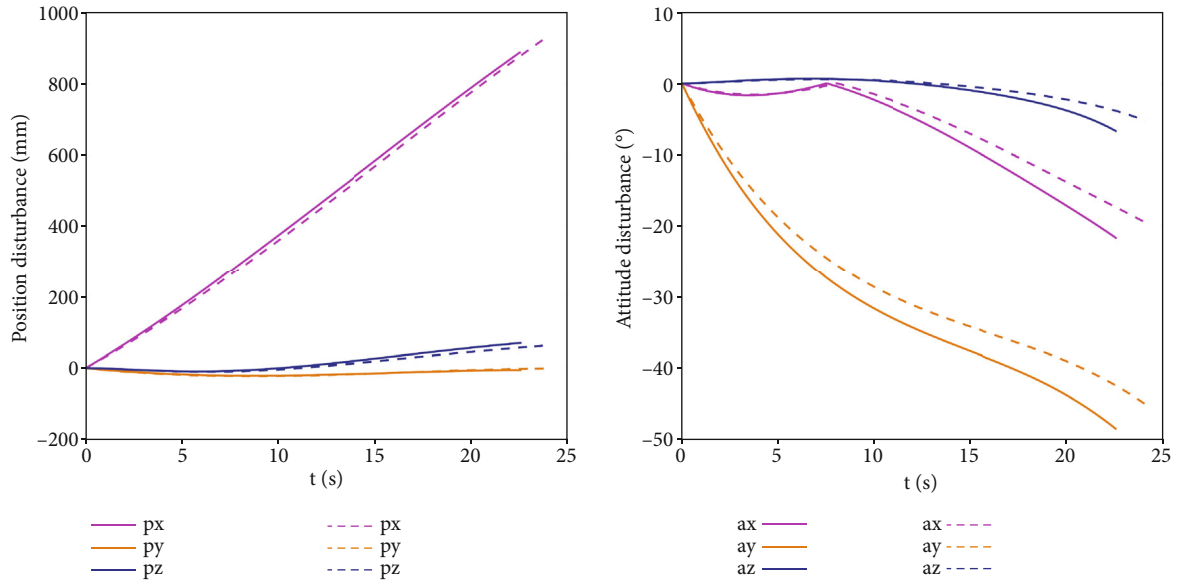 1000
800
600
400
200
0
−200
Position disturbance (mm)
0 5 10 15 20 25
t (s)
px px
py py
pz pz
10
0
−10
−20
−30
−40
−50
Attitude disturbance (°)
0 5 10 15 20 25
t (s)
ax ax
ay ay
az az